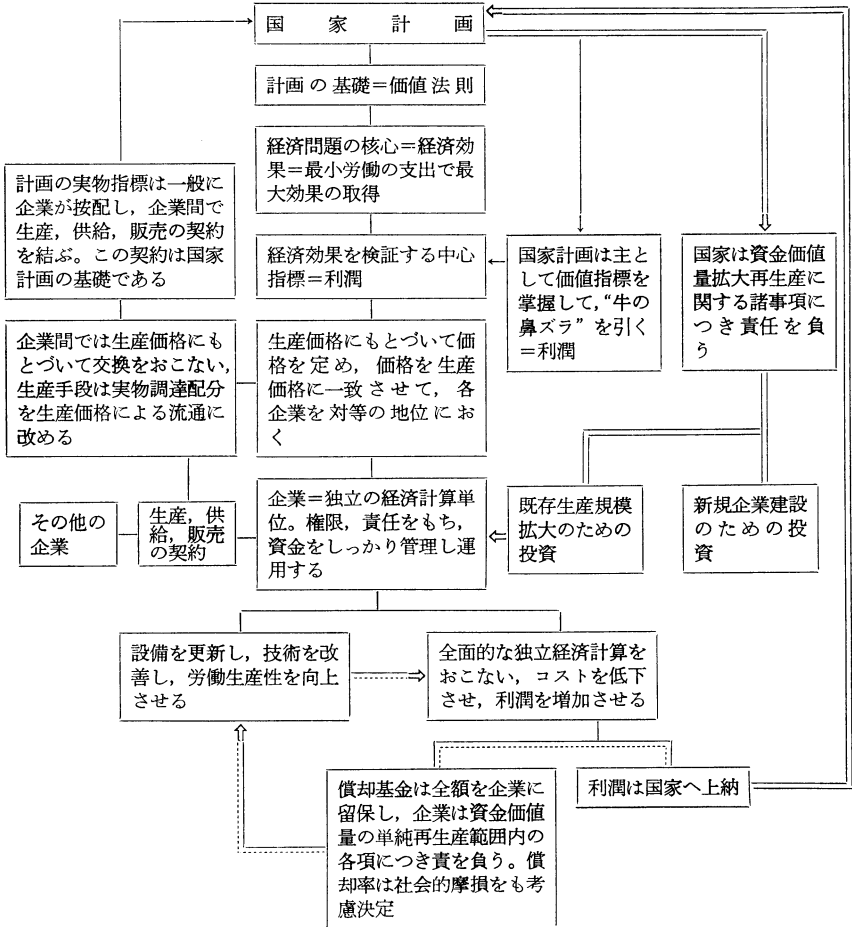 国家計画
計画の基礎＝価値法則
経済問題の核心＝経済効
果＝最小労働の支出で最
大効果の取得
計画の実物指標は一般に
企業が按配し，企業間で
生産，供給，販売の契約
を結ぶ。この契約は国家
計画の基礎である
経済効果を検証する中心
指標＝利潤
国家計画は主と
して価値指標を
掌握して，“牛の
鼻ズラ”を引く
＝利潤
国家は資金価値
量拡大再生産に
関する諸事項に
つき責任を負
う
企業間では生産価格にも
とづいて交換をおこない，
生産手段は実物調達配分
を生産価格による流通に
改める
生産価格にもとづいて価
格を定め，価格を生産
価格に一致させて，各
企業を対等の地位にお
く
その他の
企業
生産，供
給，販売
の契約
企業＝独立の経済計算単
位。権限，責任をもち，
資金をしっかり管理し運
用する
既存生産規模
拡大のための
投資
新規企業建設
のための投
資
設備を更新し，技術を改
善し，労働生産性を向上
させる
全面的な独立経済計算を
おこない，コストを低下
させ，利潤を増加させる
償却基金は全額を企業に
留保し，企業は資金価値
量の単純再生産範囲内の
各項につき責を負う。償
却率は社会的摩損をも考
慮決定
利潤は国家へ上納